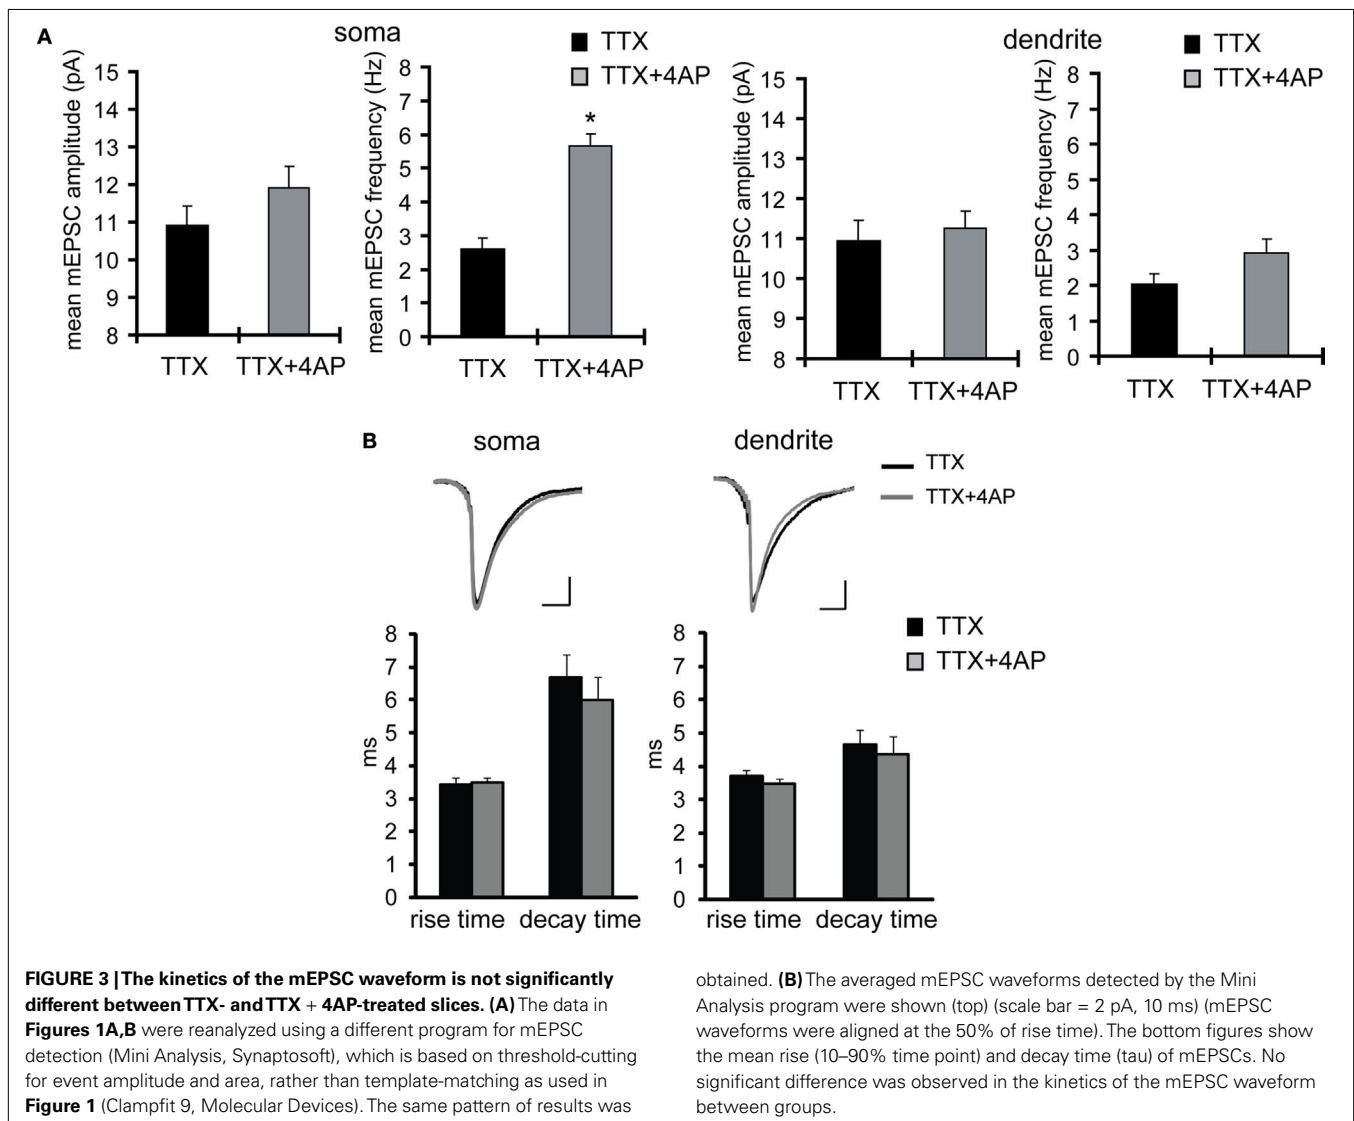 A
soma
TTX
TTX+4AP
mean mEPSC amplitude (pA)
15
14
13
12
11
10
9
8
TTX TTX+4AP
mean mEPSC frequency (Hz)
8
7
6
5
4
3
2
1
0
*
TTX TTX+4AP
dendrite
TTX
TTX+4AP
mean mEPSC amplitude (pA)
15
14
13
12
11
10
9
8
TTX TTX+4AP
mean mEPSC frequency (Hz)
8
7
6
5
4
3
2
1
0
TTX TTX+4AP
B
soma
dendrite
TTX
TTX+4AP
ms
8
7
6
5
4
3
2
1
0
rise time decay time
ms
8
7
6
5
4
3
2
1
0
rise time decay time
TTX
TTX+4AP
FIGURE 3 | The kinetics of the mEPSC waveform is not significantly
different between TTX- and TTX + 4AP-treated slices. (A) The data in
Figures 1A,B were reanalyzed using a different program for mEPSC
detection (Mini Analysis, Synaptosoft), which is based on threshold-cutting
for event amplitude and area, rather than template-matching as used in
Figure 1 (Clampfit 9, Molecular Devices). The same pattern of results was
obtained. (B) The averaged mEPSC waveforms detected by the Mini
Analysis program were shown (top) (scale bar = 2 pA, 10 ms) (mEPSC
waveforms were aligned at the 50% of rise time). The bottom figures show
the mean rise (10–90% time point) and decay time (tau) of mEPSCs. No
significant difference was observed in the kinetics of the mEPSC waveform
between groups.